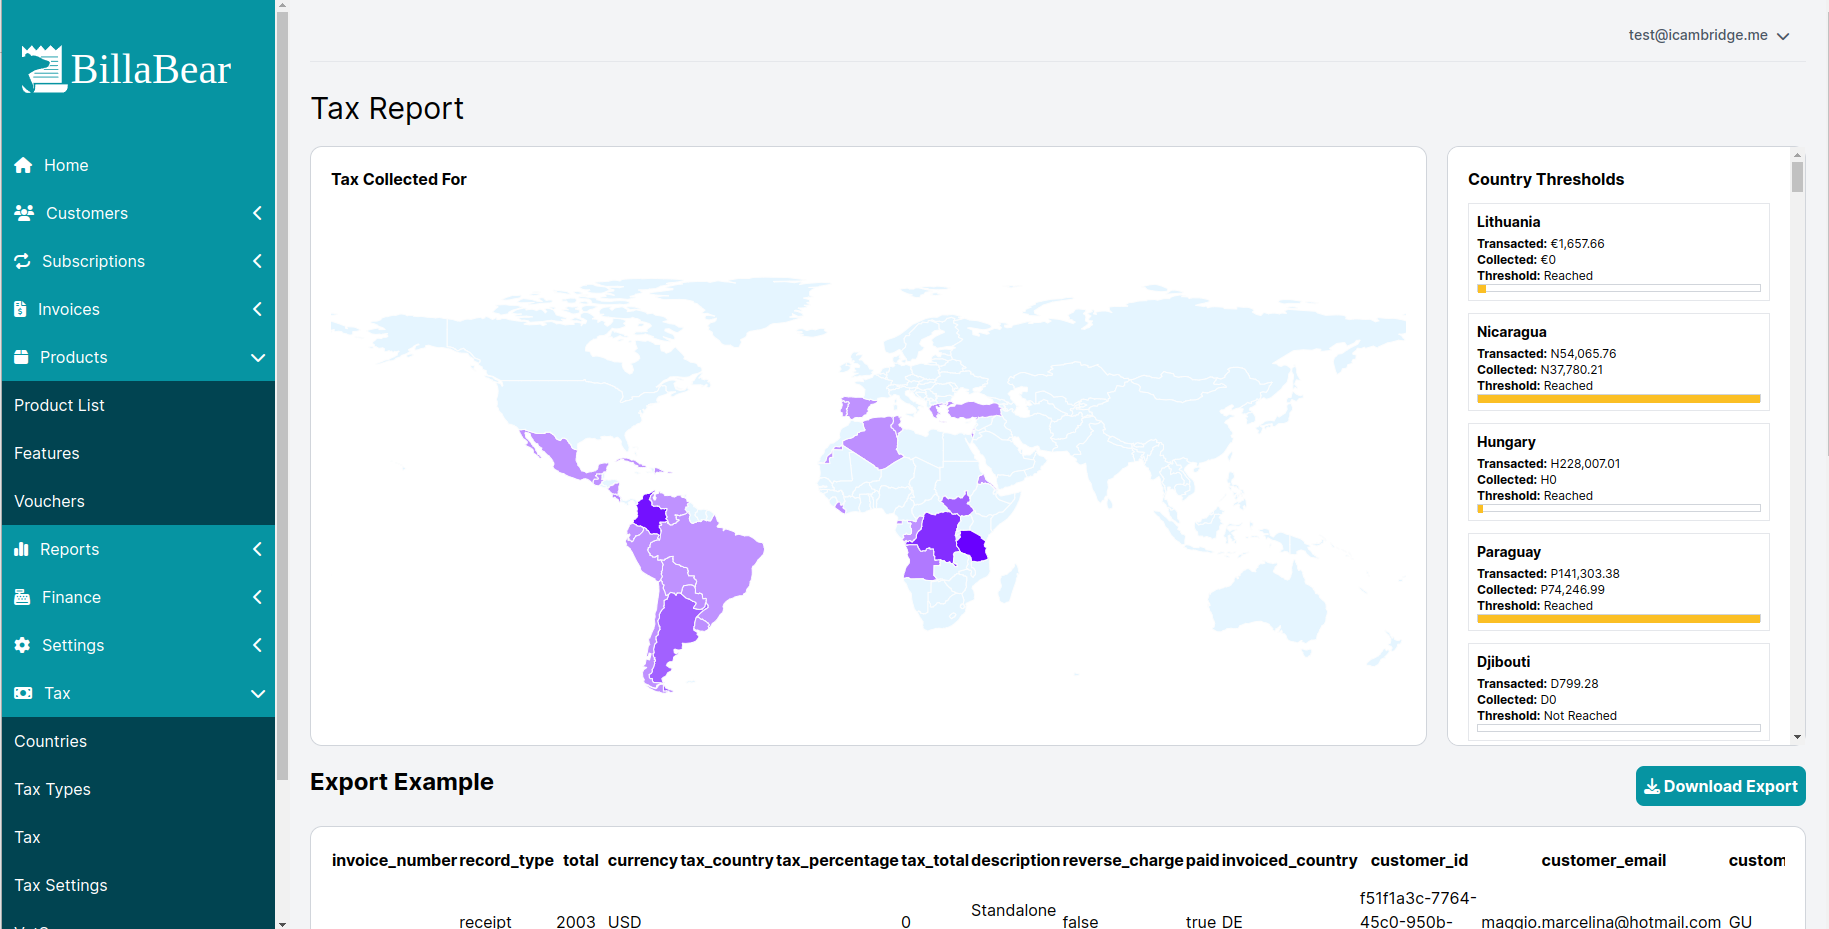 BillaBear
Home
Customers
Subscriptions
Invoices
Products
Product List
Features
Vouchers
Reports
Finance
Settings
Tax
Countries
Tax Types
Tax
Tax Settings
test@icambridge.me
Tax Report
Tax Collected For
Country Thresholds
Lithuania
Transacted: €1,657.66
Collected: €0
Threshold: Reached
Nicaragua
Transacted: N54,065.76
Collected: N37,780.21
Threshold: Reached
Hungary
Transacted: H228,007.01
Collected: H0
Threshold: Reached
Paraguay
Transacted: P141,303.38
Collected: P74,246.99
Threshold: Reached
Djibouti
Transacted: D799.28
Collected: D0
Threshold: Not Reached
Export Example
Download Export
invoice_number record_type total currency tax_country tax_percentage tax_total description reverse_charge paid invoiced_country customer_id customer_email custom
f51f1a3c-7764-
Standalone
receipt 2003 USD 0 false true DE 45c0-950b- maggio.marcelina@hotmail.com GU